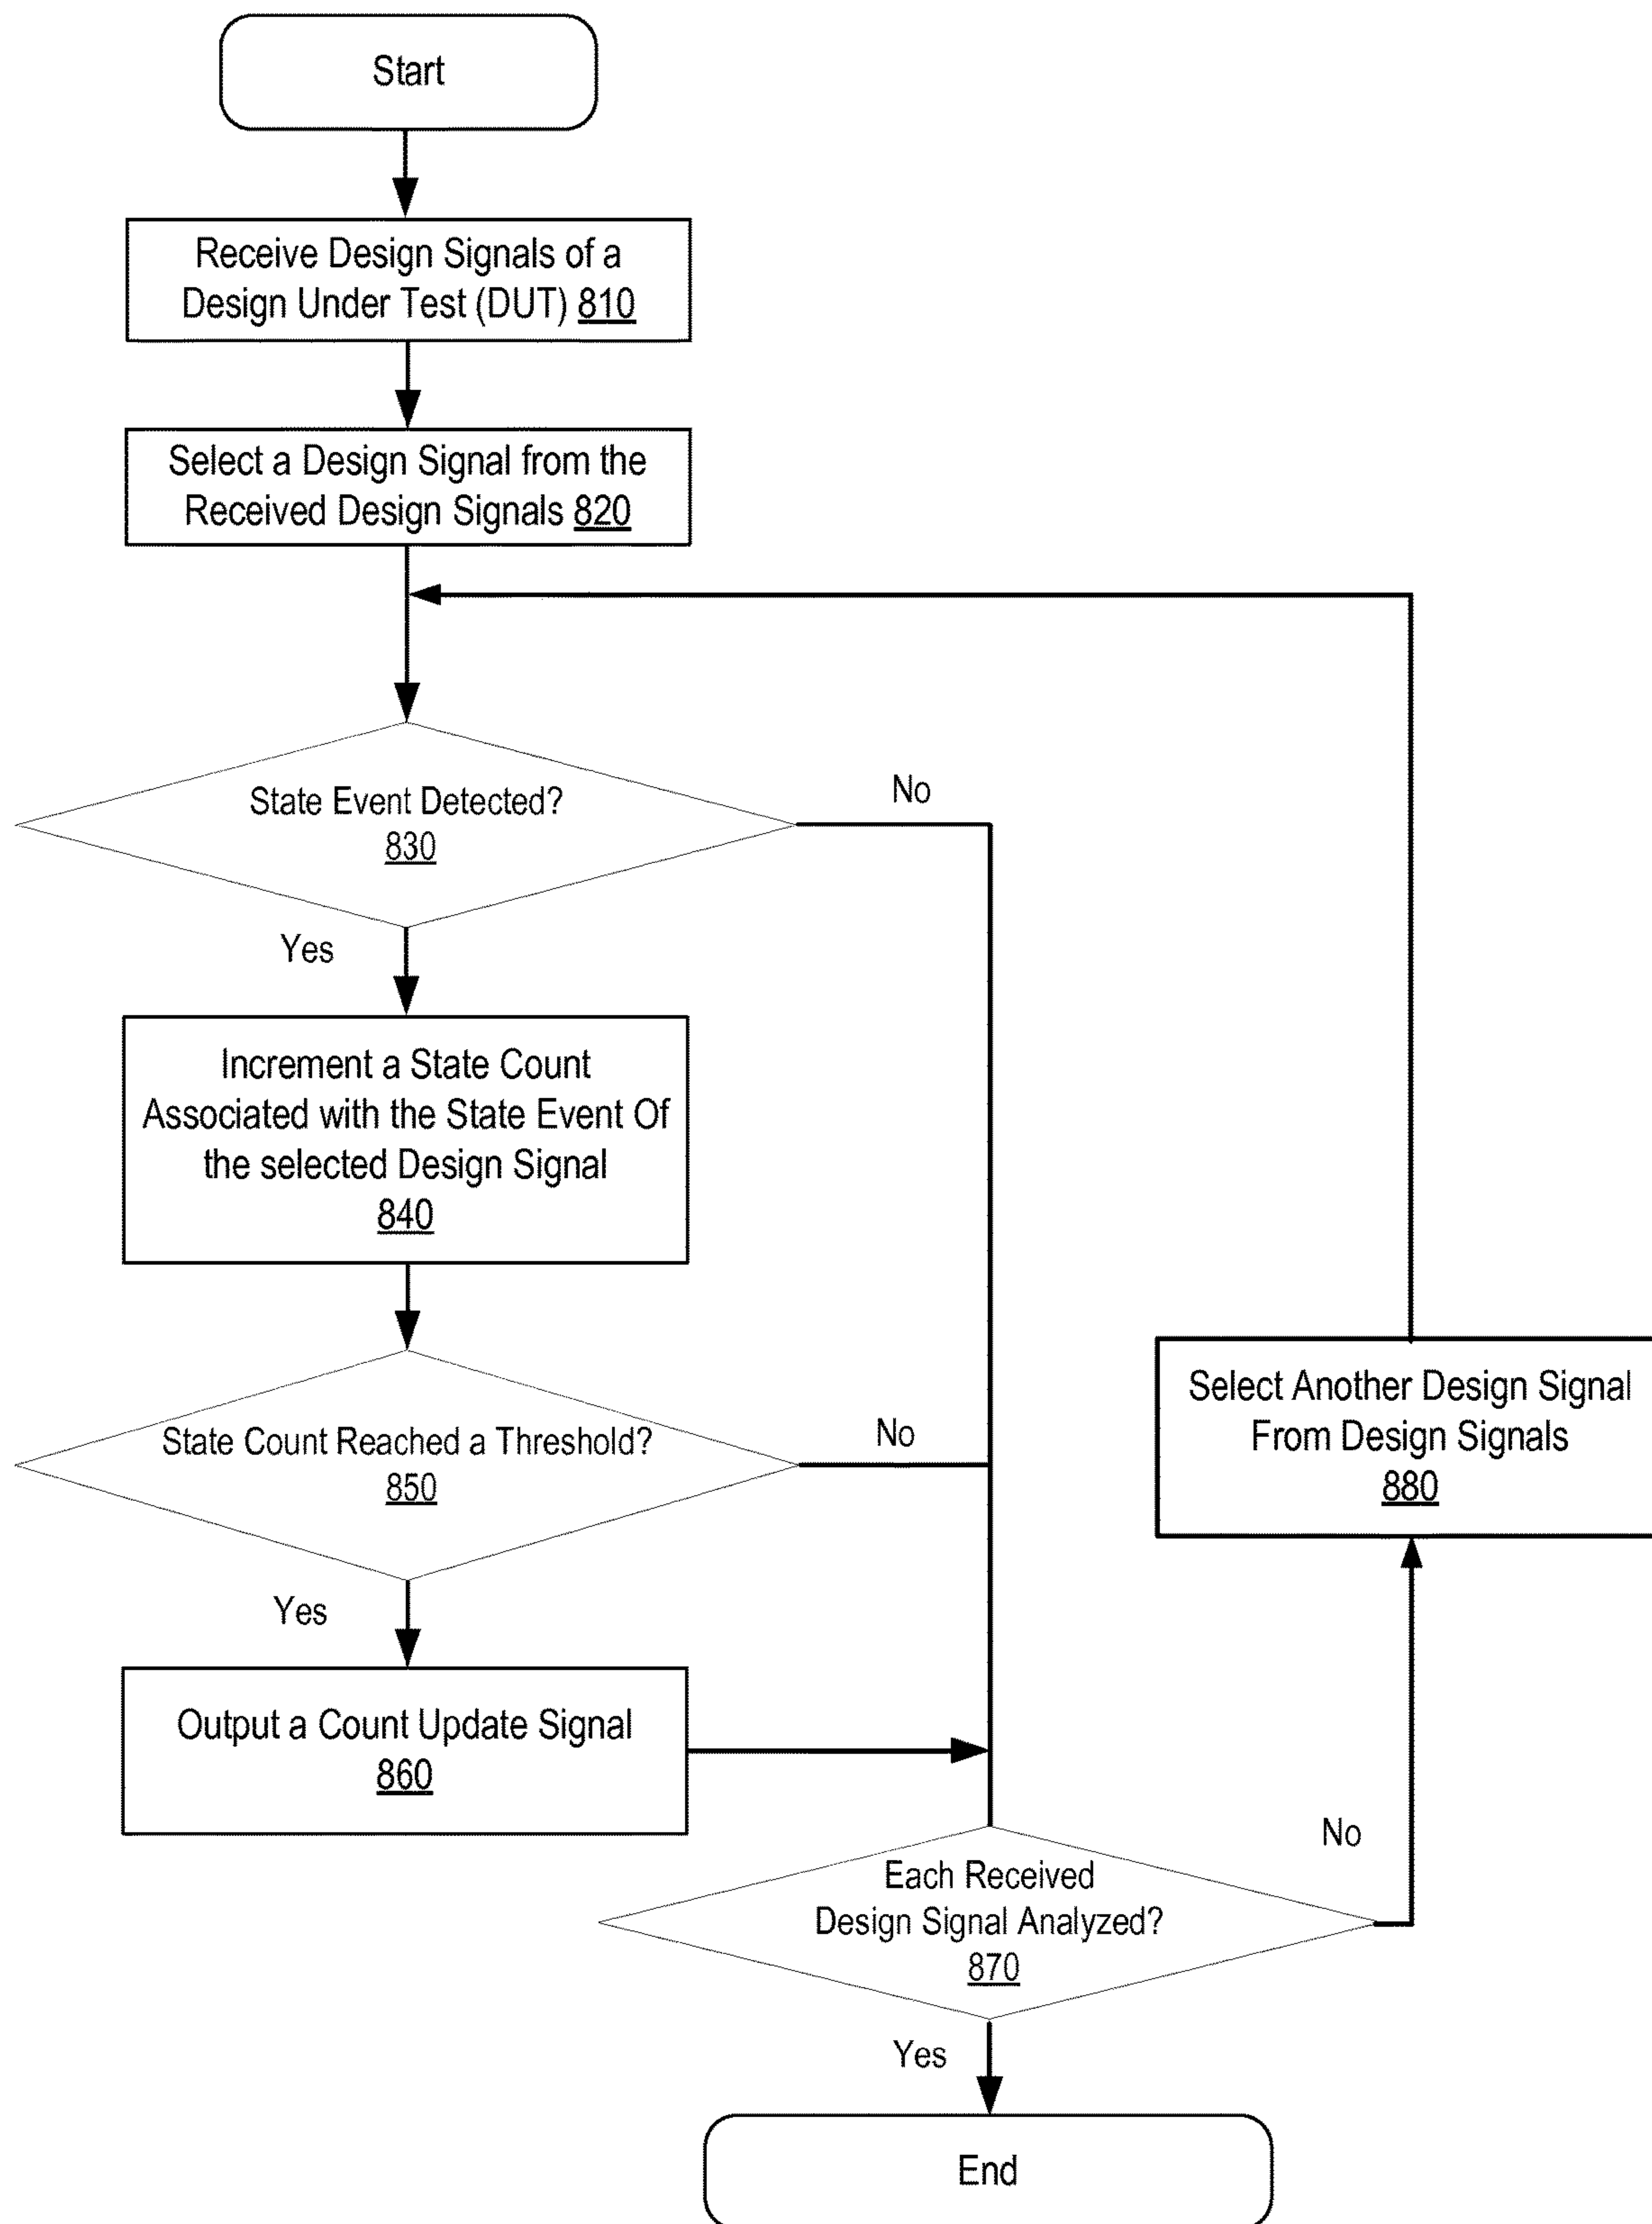 Start
Receive Design Signals of a
Design Under Test (DUT) 810
Select a Design Signal from the
Received Design Signals 820
State Event Detected?
830
No
Yes
Increment a State Count
Associated with the State Event Of
the selected Design Signal
840
State Count Reached a Threshold?
850
No
Yes
Output a Count Update Signal
860
Select Another Design Signal
From Design Signals
880
No
Each Received
Design Signal Analyzed?
870
Yes
End